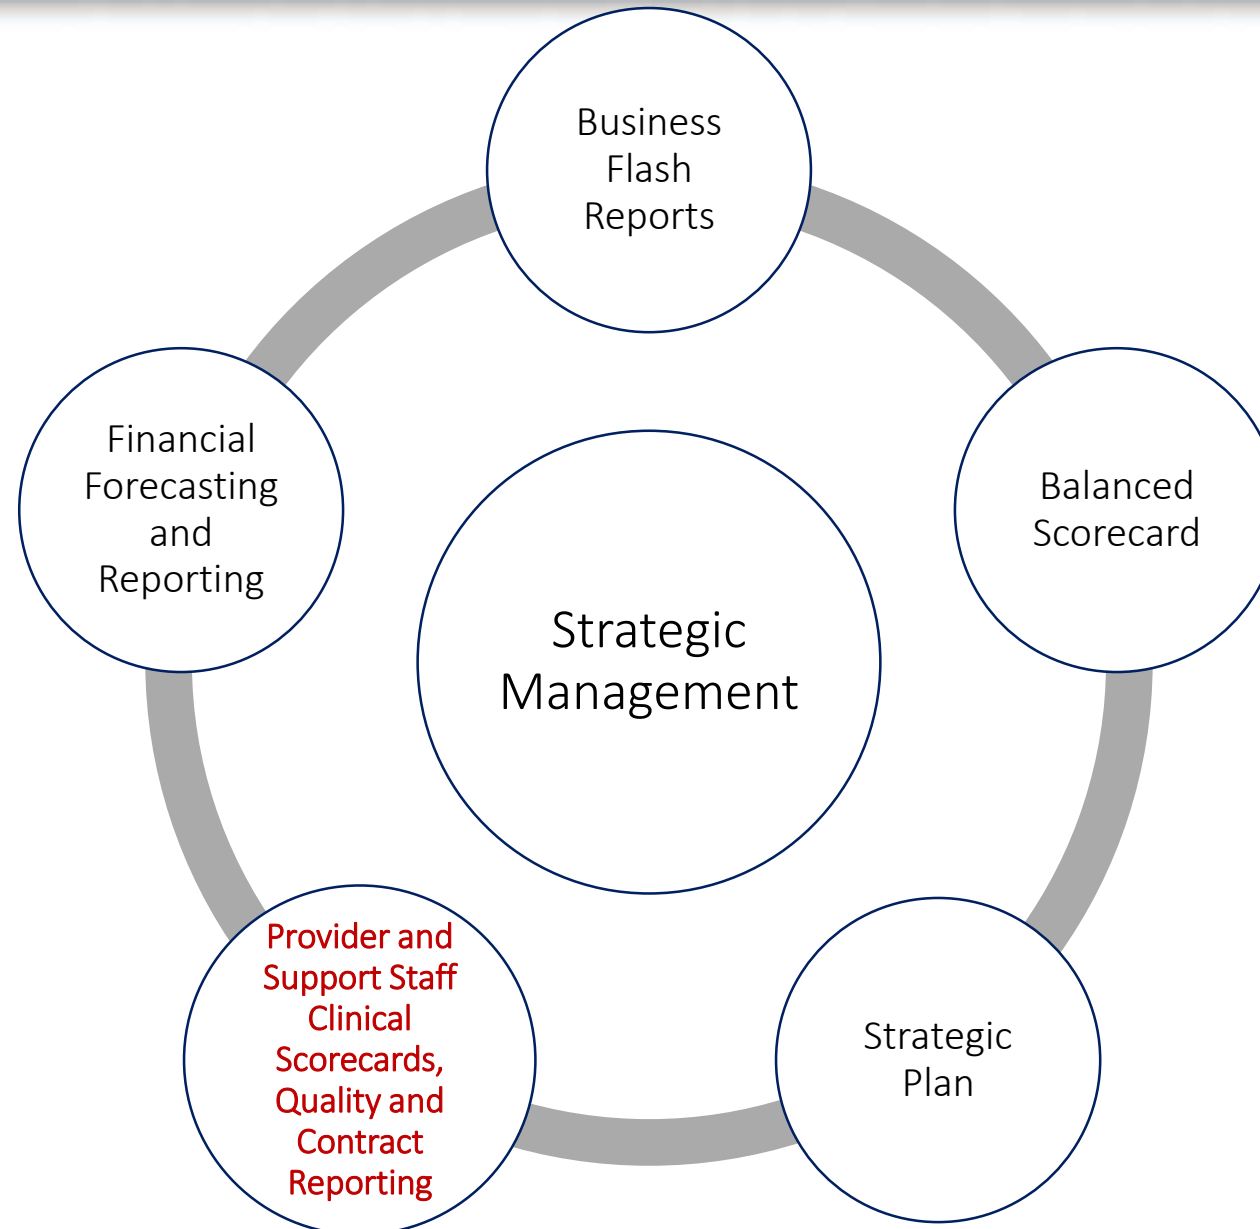 Business
Flash
Reports
Financial
Forecasting
and
Reporting
Balanced
Scorecard
Strategic
Management
Provider and
Support Staff
Clinical
Scorecards,
Quality and
Contract
Reporting
Strategic
Plan